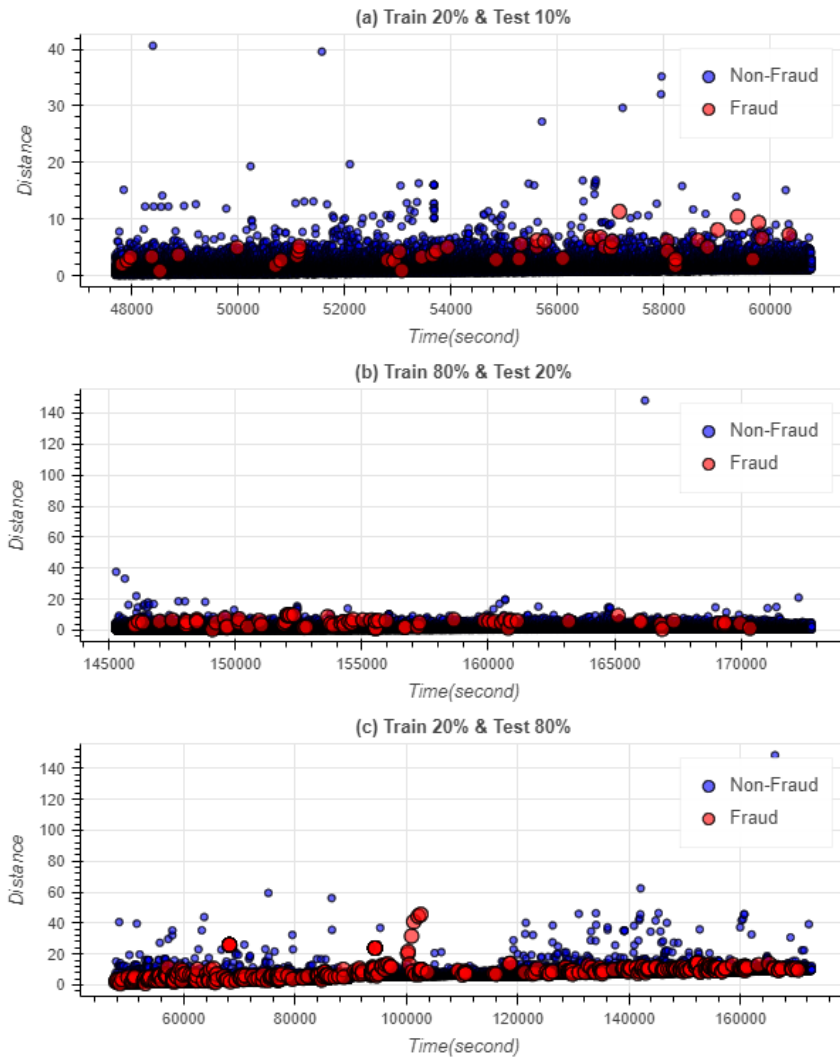 (a) Train 20% & Test 10%
40
30
20
10
0
Distance
Non-Fraud
Fraud
48000 50000 52000 54000 56000 58000 60000
Time(second)
(b) Train 80% & Test 20%
140
120
100
80
60
40
20
0
Distance
Non-Fraud
Fraud
145000 150000 155000 160000 165000 170000
Time(second)
(c) Train 20% & Test 80%
140
120
100
80
60
40
20
0
Distance
Non-Fraud
Fraud
60000 80000 100000 120000 140000 160000
Time(second)